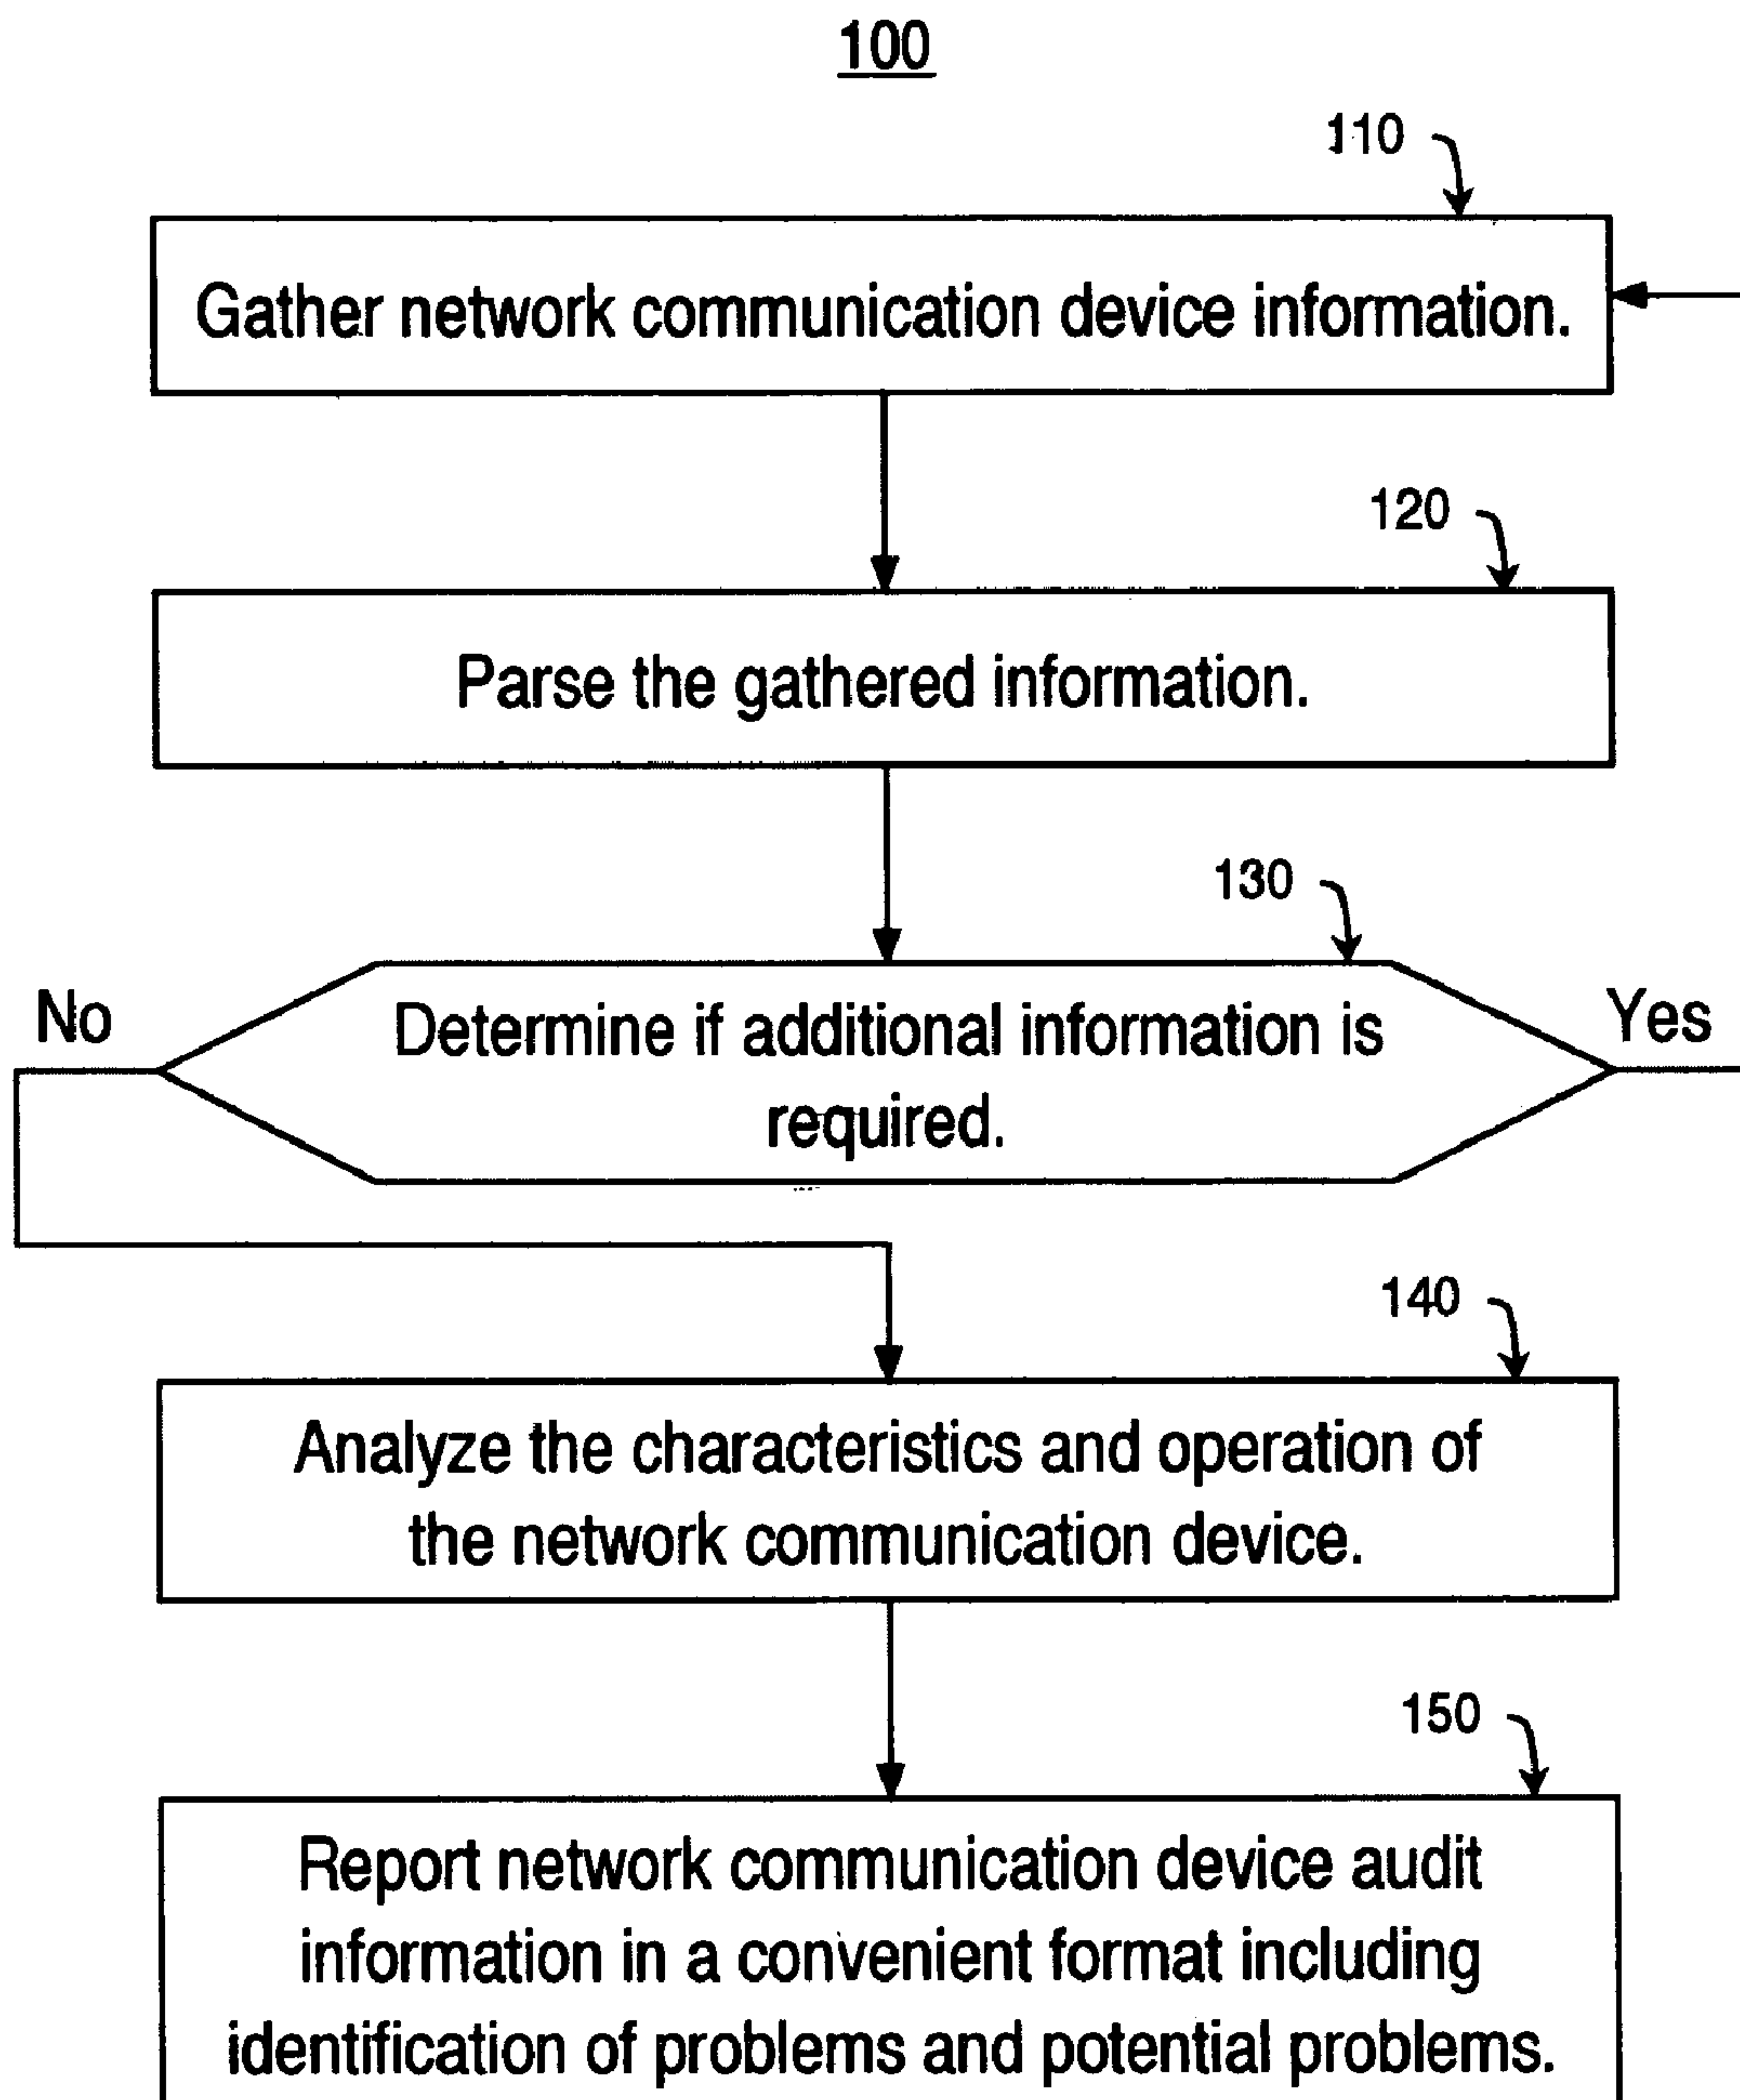 100
110
Gather network communication device information.
120
Parse the gathered information.
130
No
Determine if additional information is
required.
Yes
140
Analyze the characteristics and operation of
the network communication device.
150
Report network communication device audit
information in a convenient format including
identification of problems and potential problems.